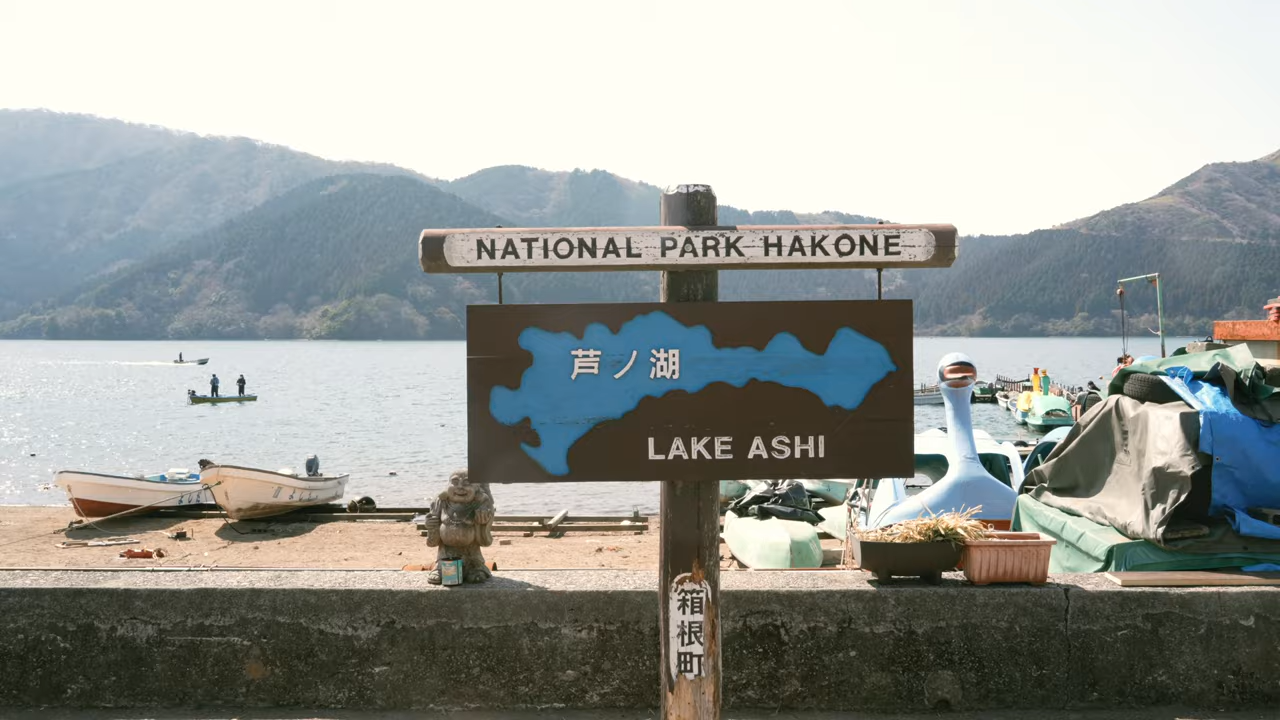 NATIONAL PARK HAKONE
芦ノ湖
LAKE ASHI
箱根町